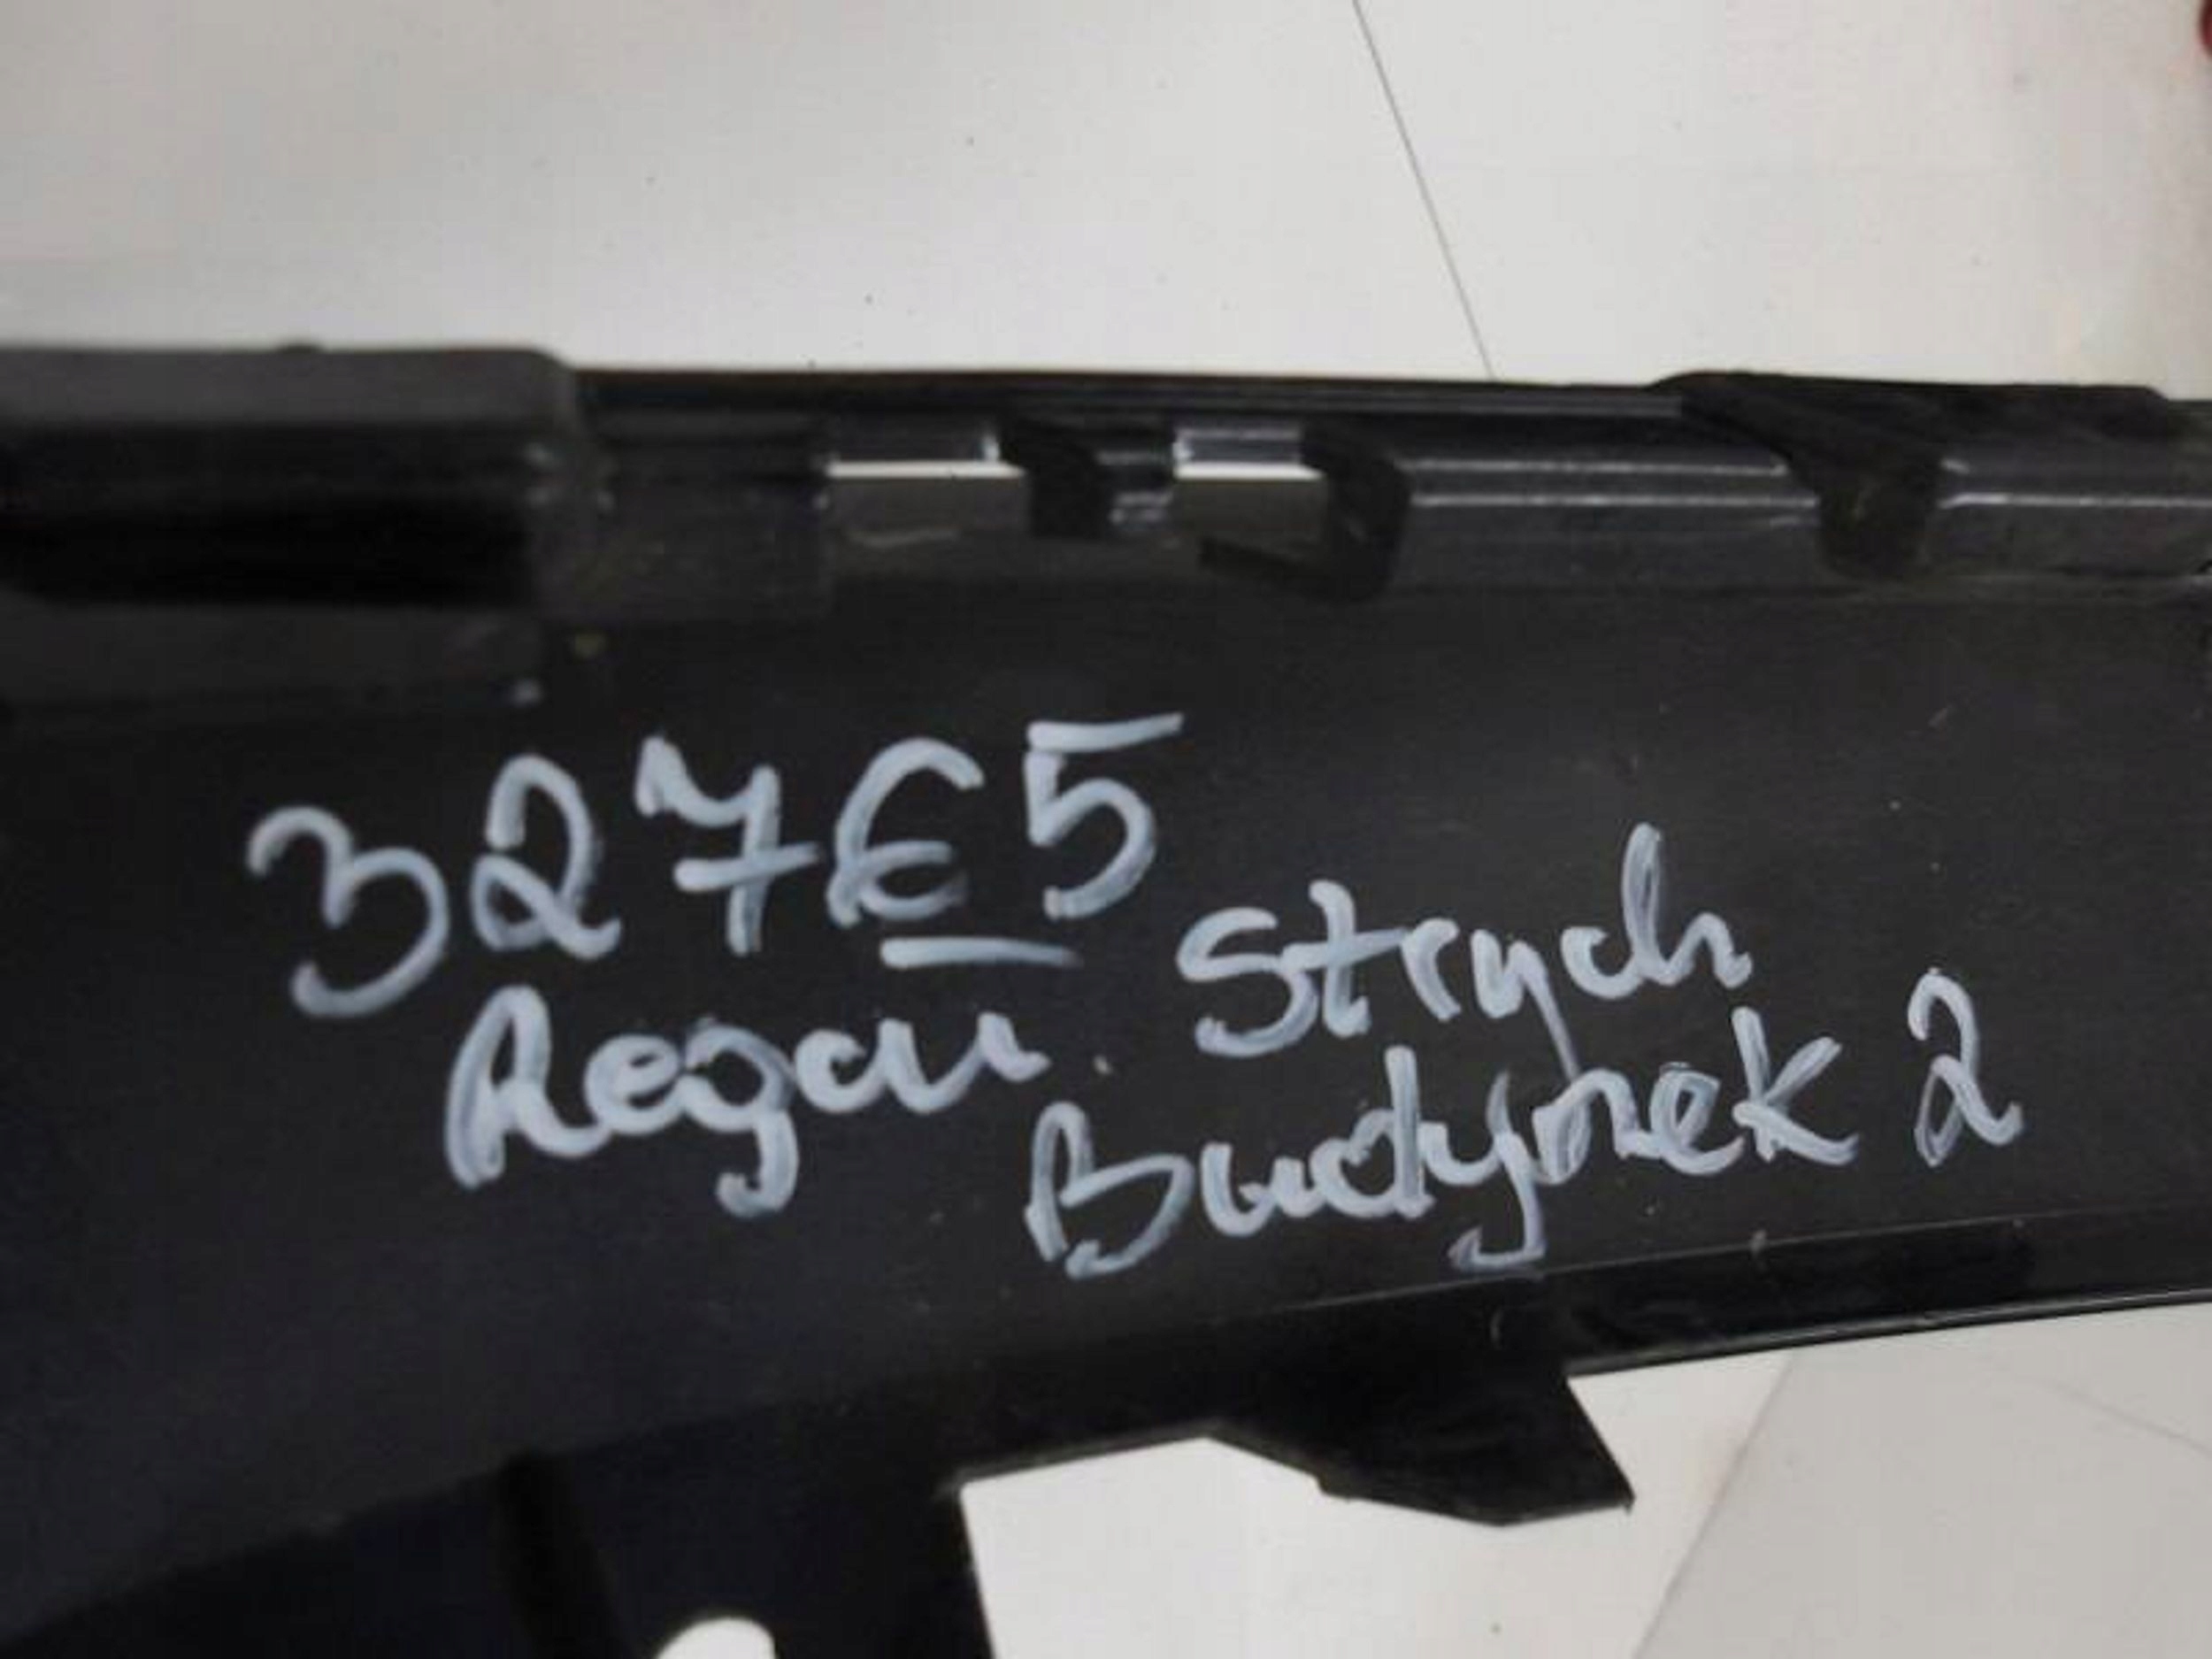 327E5
Regał Strych
Budynek 2